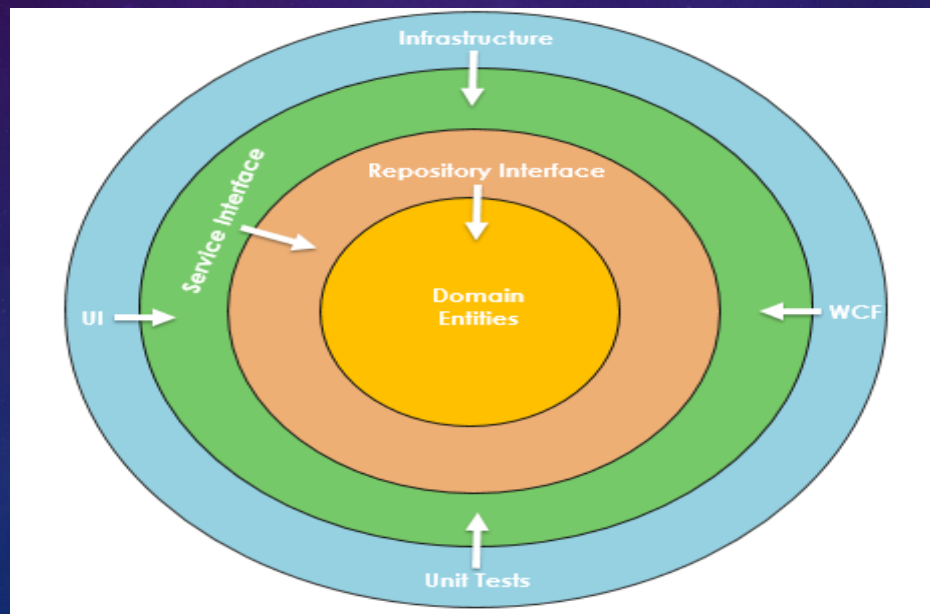 Infrastructure
Repository Interface
Service Interface
Domain
Entities
UI
WCF
Unit Tests